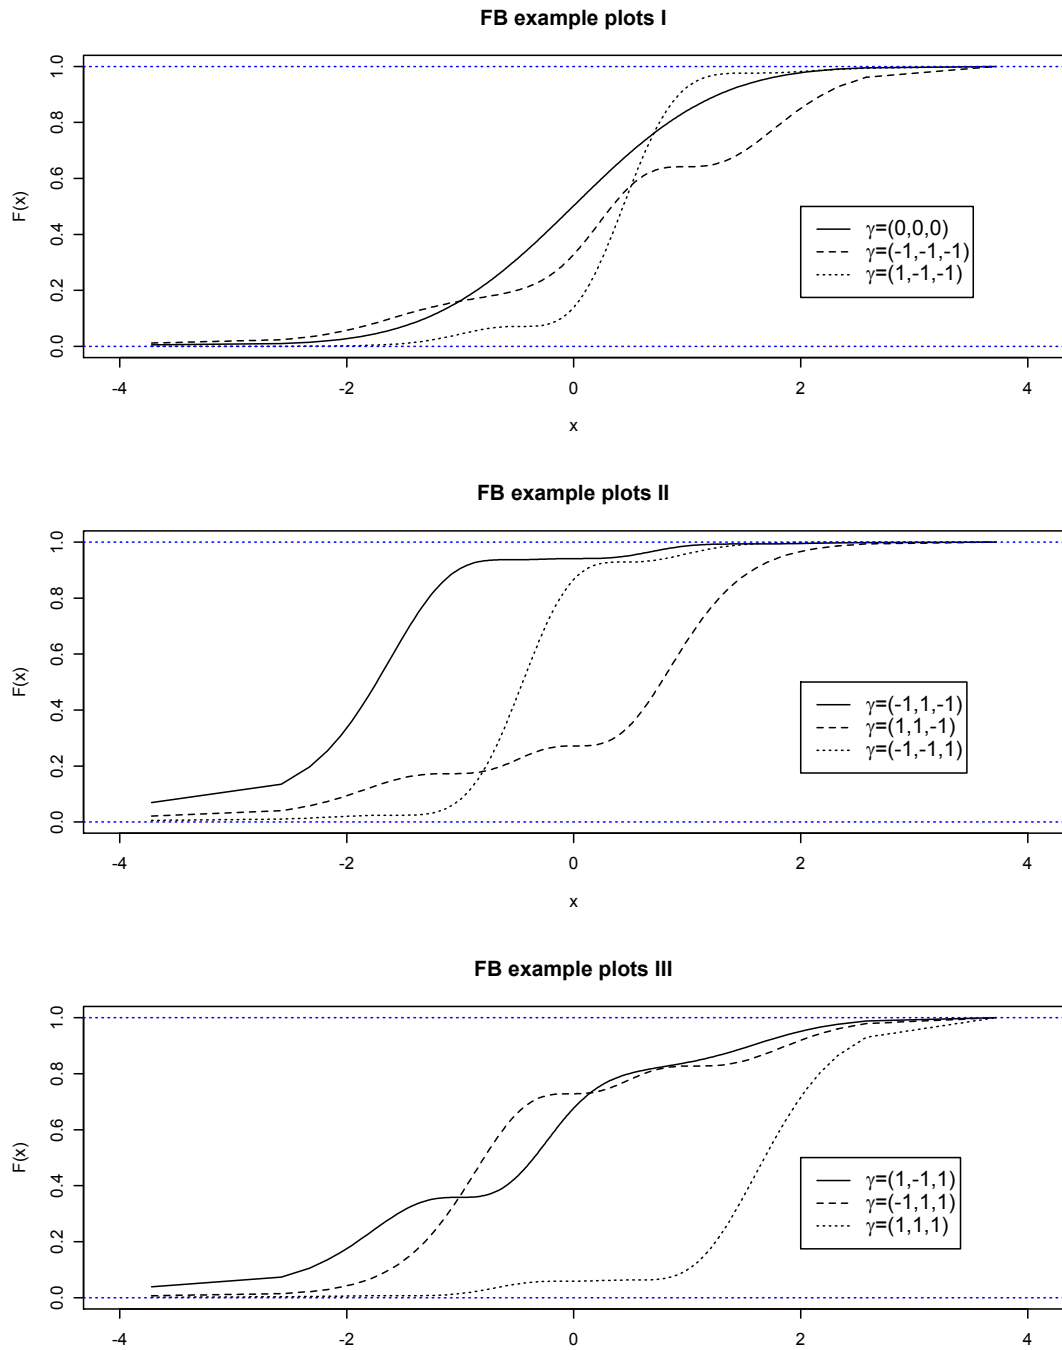 FB example plots I
1.0
0.8
0.6
0.4
0.2
0.0
F(x)
γ=(0,0,0)
γ=(-1,-1,-1)
γ=(1,-1,-1)
-4 -2 0 2 4
x
FB example plots II
1.0
0.8
0.6
0.4
0.2
0.0
F(x)
γ=(-1,1,-1)
γ=(1,1,-1)
γ=(-1,-1,1)
-4 -2 0 2 4
x
FB example plots III
1.0
0.8
0.6
0.4
0.2
0.0
F(x)
γ=(1,-1,1)
γ=(-1,1,1)
γ=(1,1,1)
-4 -2 0 2 4